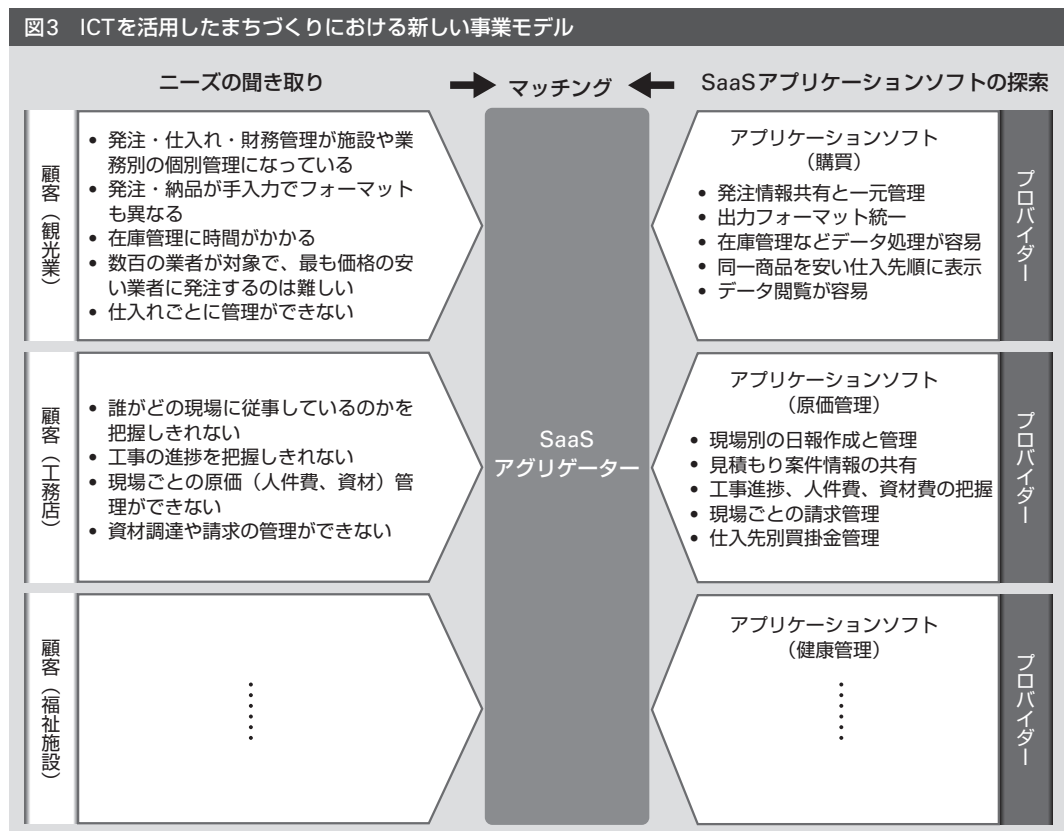 図3 ICTを活用したまちづくりにおける新しい事業モデル
ニーズの聞き取り
マッチング
SaaSアプリケーションソフトの探索
顧客（観光業）
• 発注・仕入れ・財務管理が施設や業
務別の個別管理になっている
• 発注・納品が手入力でフォーマット
も異なる
• 在庫管理に時間がかかる
• 数百の業者が対象で、最も価格の安
い業者に発注するのは難しい
• 仕入れごとに管理ができない
アプリケーションソフト
（購買）
• 発注情報共有と一元管理
• 出力フォーマット統一
• 在庫管理などデータ処理が容易
• 同一商品を安い仕入先順に表示
• データ閲覧が容易
プロバイダー
顧客（工務店）
• 誰がどの現場に従事しているのかを
把握しきれない
• 工事の進捗を把握しきれない
• 現場ごとの原価（人件費、資材）管
理ができない
• 資材調達や請求の管理ができない
SaaS
アグリゲーター
アプリケーションソフト
（原価管理）
• 現場別の日報作成と管理
• 見積もり案件情報の共有
• 工事進捗、人件費、資材費の把握
• 現場ごとの請求管理
• 仕入先別買掛金管理
プロバイダー
顧客（福祉施設）
⋮
アプリケーションソフト
（健康管理）
⋮
プロバイダー